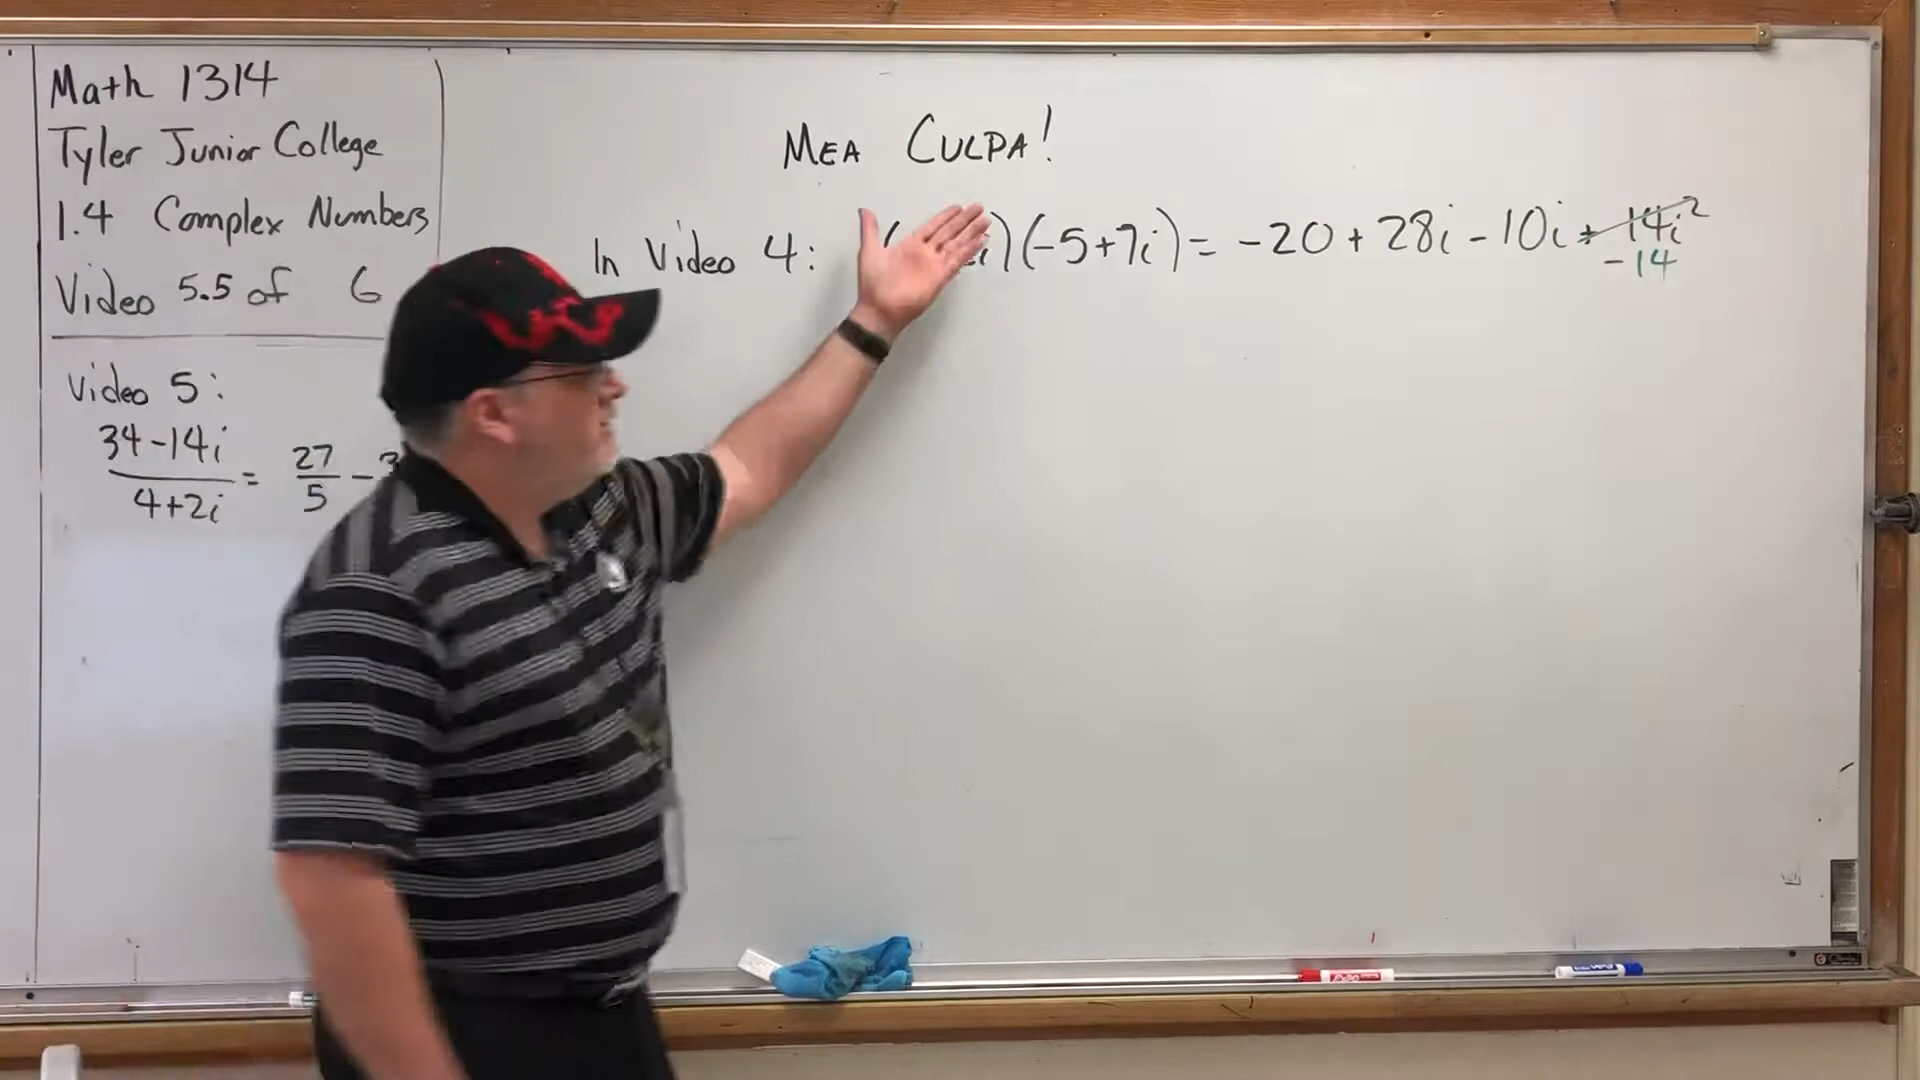 Math 1314
Tyler Junior College
1.4 Complex Numbers
Video 5.5 of 6
Video 5:
34-14i
4+2i
=
27
5
-
MEA CULPA!
In Video 4: (-5+7i) = -20 + 28i - 10i + 14i²
-14